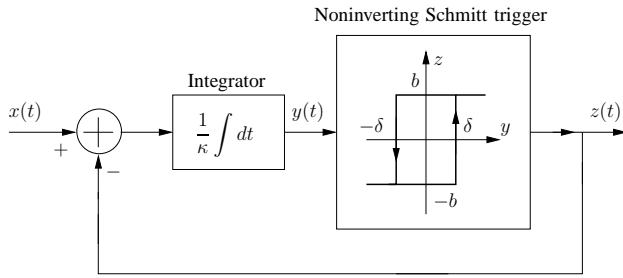 Noninverting Schmitt trigger
z
b
Integrator
x(t)
y(t)
z(t)
1/κ ∫ dt
−δ
δ
y
+
−
−b